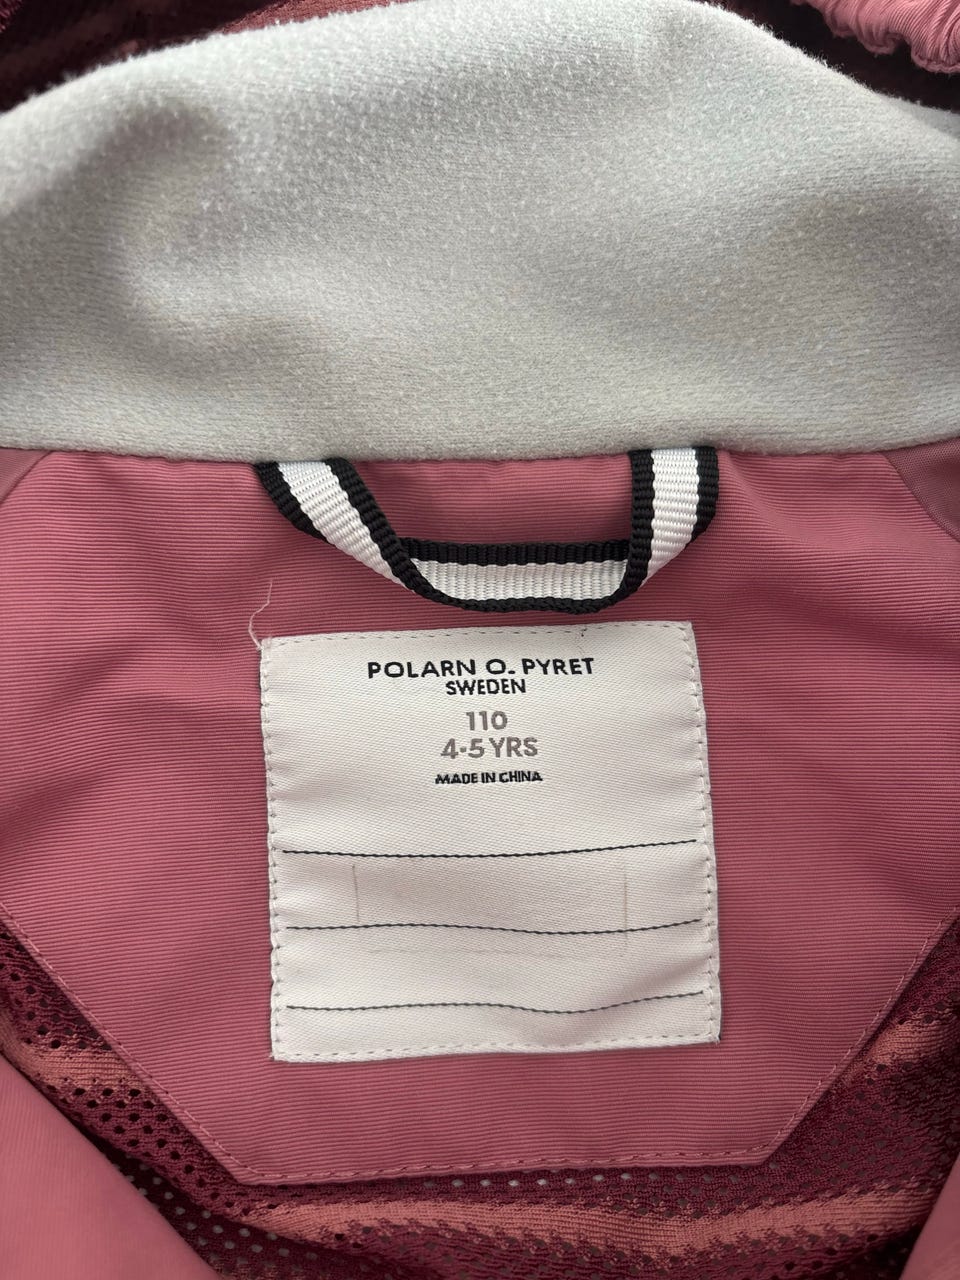 POLARN O. PYRET
SWEDEN
110
4-5 YRS
MADE IN CHINA